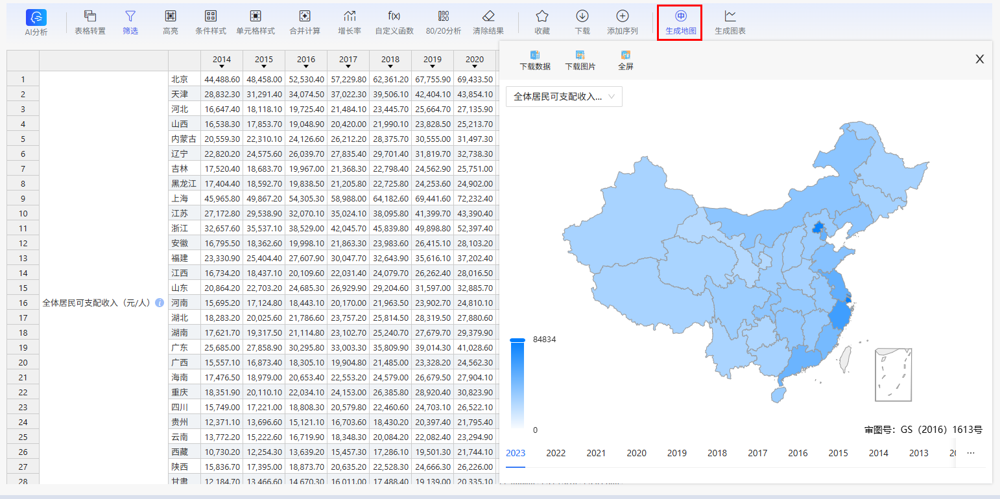 AI分析 表格转置 筛选 高亮 条件样式 单元格样式 合并计算 增长率 f(x) 自定义函数 80/20分析 清除结果 收藏 下载 添加序列 生成地图 生成图表
2014 2015 2016 2017 2018 2019 2020
1 北京 44,488.60 48,458.00 52,530.40 57,229.80 62,361.20 67,755.90 69,433.50
2 天津 28,832.30 31,291.40 34,074.50 37,022.30 39,506.10 42,404.10 43,854.10
3 河北 16,647.40 18,118.10 19,725.40 21,484.10 23,445.70 25,664.70 27,135.90
4 山西 16,538.30 17,853.70 19,048.90 20,420.00 21,990.10 23,828.50 25,213.70
5 内蒙古 20,559.30 22,310.10 24,126.60 26,212.20 28,375.70 30,555.00 31,497.30
6 辽宁 22,820.20 24,575.60 26,039.70 27,835.40 29,701.40 31,819.70 32,738.30
7 吉林 17,520.40 18,683.70 19,967.00 21,368.30 22,798.40 24,562.90 25,751.00
8 黑龙江 17,404.40 18,592.70 19,838.50 21,205.80 22,725.80 24,253.60 24,902.00
9 上海 45,965.80 49,867.20 54,305.30 58,988.00 64,182.60 69,441.60 72,232.40
10 江苏 27,172.80 29,538.90 32,070.10 35,024.10 38,095.80 41,399.70 43,390.40
11 浙江 32,657.60 35,537.10 38,529.00 42,045.70 45,839.80 49,898.80 52,397.40
12 安徽 16,795.50 18,362.60 19,998.10 21,863.30 23,983.60 26,415.10 28,103.20
13 福建 23,330.90 25,404.40 27,607.90 30,047.70 32,643.90 35,616.10 37,202.40
14 江西 16,734.20 18,437.10 20,109.60 22,031.40 24,079.70 26,262.40 28,016.50
15 山东 20,864.20 22,703.20 24,685.30 26,929.90 29,204.60 31,597.00 32,885.70
16 全体居民可支配收入（元/人） 河南 15,695.20 17,124.80 18,443.10 20,170.00 21,963.50 23,902.70 24,810.10
17 湖北 18,283.20 20,025.60 21,786.60 23,757.20 25,814.50 28,319.50 27,880.60
18 湖南 17,621.70 19,317.50 21,114.80 23,102.70 25,240.70 27,679.70 29,379.90
19 广东 25,685.00 27,858.90 30,295.80 33,003.30 35,809.90 39,014.30 41,028.60
20 广西 15,557.10 16,873.40 18,305.10 19,904.80 21,485.00 23,328.20 24,562.30
21 海南 17,476.50 18,979.00 20,653.40 22,553.20 24,579.00 26,679.50 27,904.10
22 重庆 18,351.90 20,110.10 22,034.10 24,153.00 26,385.80 28,920.40 30,823.90
23 四川 15,749.00 17,221.00 18,808.30 20,579.80 22,460.60 24,703.10 26,522.10
24 贵州 12,371.10 13,696.60 15,121.10 16,703.60 18,430.20 20,397.40 21,795.40
25 云南 13,772.20 15,222.60 16,719.90 18,348.30 20,084.20 22,082.40 23,294.90
26 西藏 10,730.20 12,254.30 13,639.20 15,457.30 17,286.10 19,501.30 21,744.10
27 陕西 15,836.70 17,395.00 18,873.70 20,635.20 22,528.30 24,666.30 26,226.00
28 甘肃 12,184.70 13,466.60 14,670.30 16,011.00 17,488.40 19,139.00 20,335.10
下载数据 下载图片 全屏 X
全体居民可支配收入...
84834
0
审图号：GS（2016）1613号
2023 2022 2021 2020 2019 2018 2017 2016 2015 2014 2013 ...